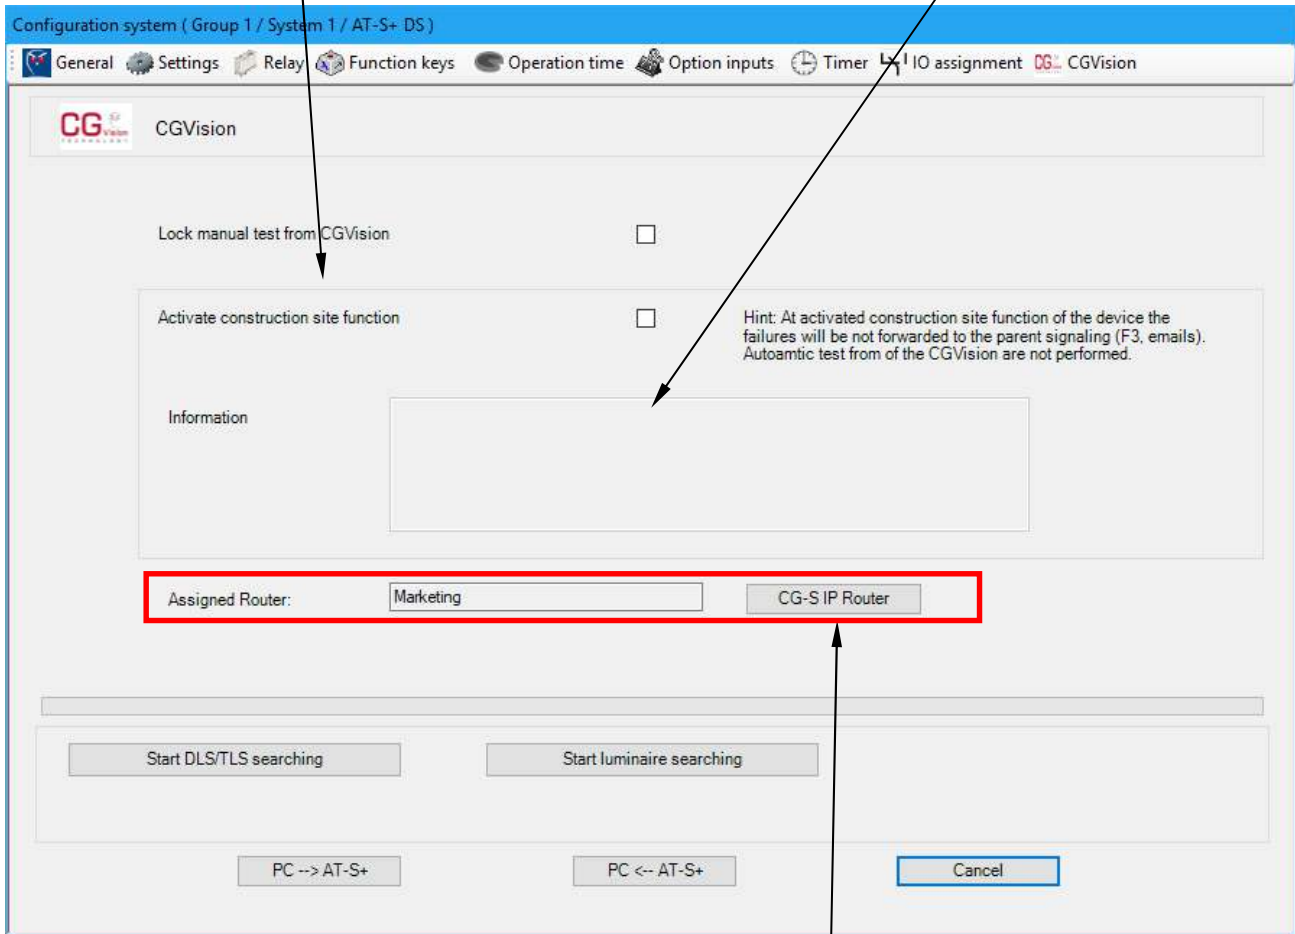 Configuration system ( Group 1 / System 1 / AT-S+ DS )
General Settings Relay Function keys Operation time Option inputs Timer IO assignment CGVision
CGVision
Lock manual test from CGVision
Activate construction site function
Hint: At activated construction site function of the device the
failures will be not forwarded to the parent signaling (F3, emails).
Autoamtic test from of the CGVision are not performed.
Information
Assigned Router: Marketing CG-S IP Router
Start DLS/TLS searching Start luminaire searching
PC --> AT-S+ PC <-- AT-S+ Cancel